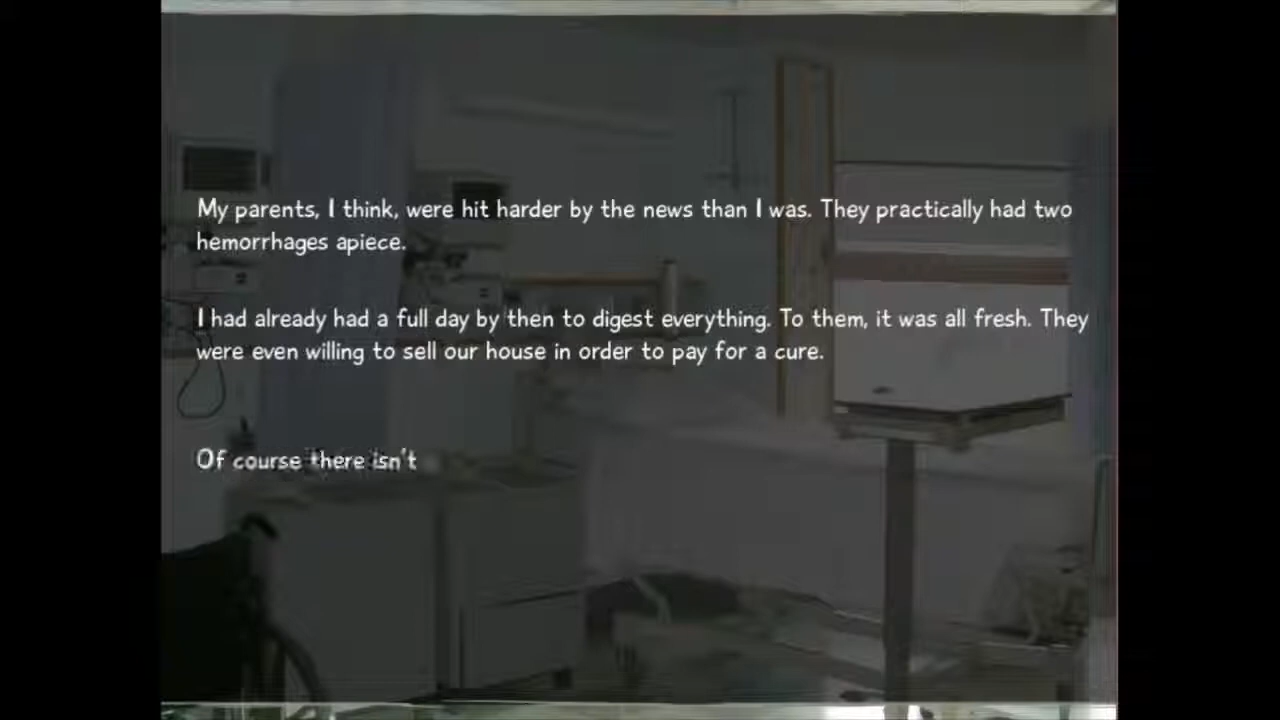 My parents, I think, were hit harder by the news than I was. They practically had two
hemorrhages apiece.
I had already had a full day by then to digest everything. To them, it was all fresh. They
were even willing to sell our house in order to pay for a cure.
Of course there isn't